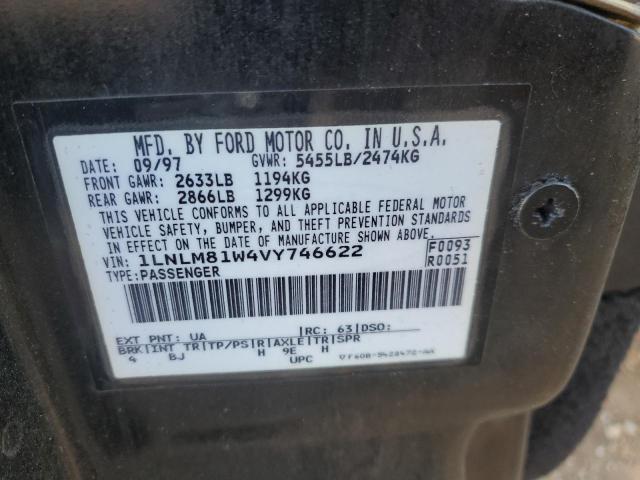 MFD. BY FORD MOTOR CO. IN U.S.A.
DATE: 09/97 GVWR: 5455LB/2474KG
FRONT GAWR: 2633LB 1194KG
REAR GAWR: 2866LB 1299KG
THIS VEHICLE CONFORMS TO ALL APPLICABLE FEDERAL MOTOR
VEHICLE SAFETY, BUMPER, AND THEFT PREVENTION STANDARDS
IN EFFECT ON THE DATE OF MANUFACTURE SHOWN ABOVE.
VIN: 1LNLM81W4VY746622 F0093
TYPE: PASSENGER R0051
EXT PNT: UA |RC: 63|DSO:
BRK|INT TR|TP/PS|R|AXLE|TR|SPR
4 BJ H 9E H
UPC